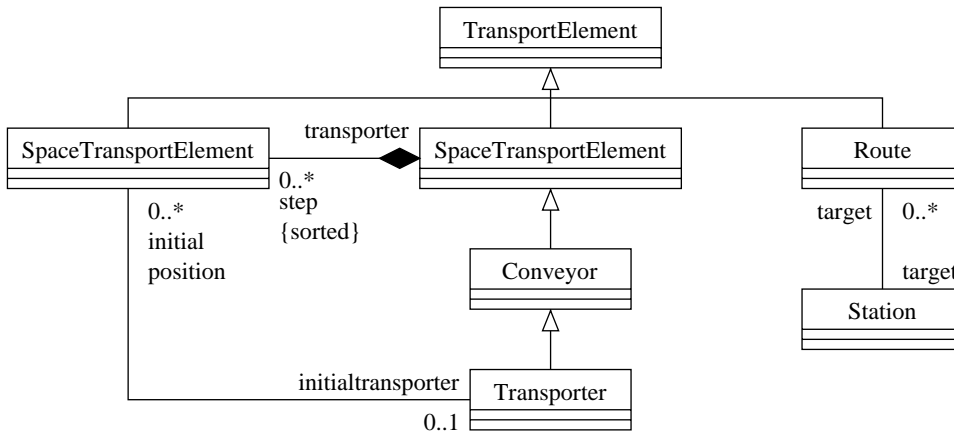 TransportElement
transporter
SpaceTransportElement
SpaceTransportElement
Route
0..*
step
{sorted}
0..*
initial
position
target
0..*
Conveyor
target
Station
initialtransporter
Transporter
0..1